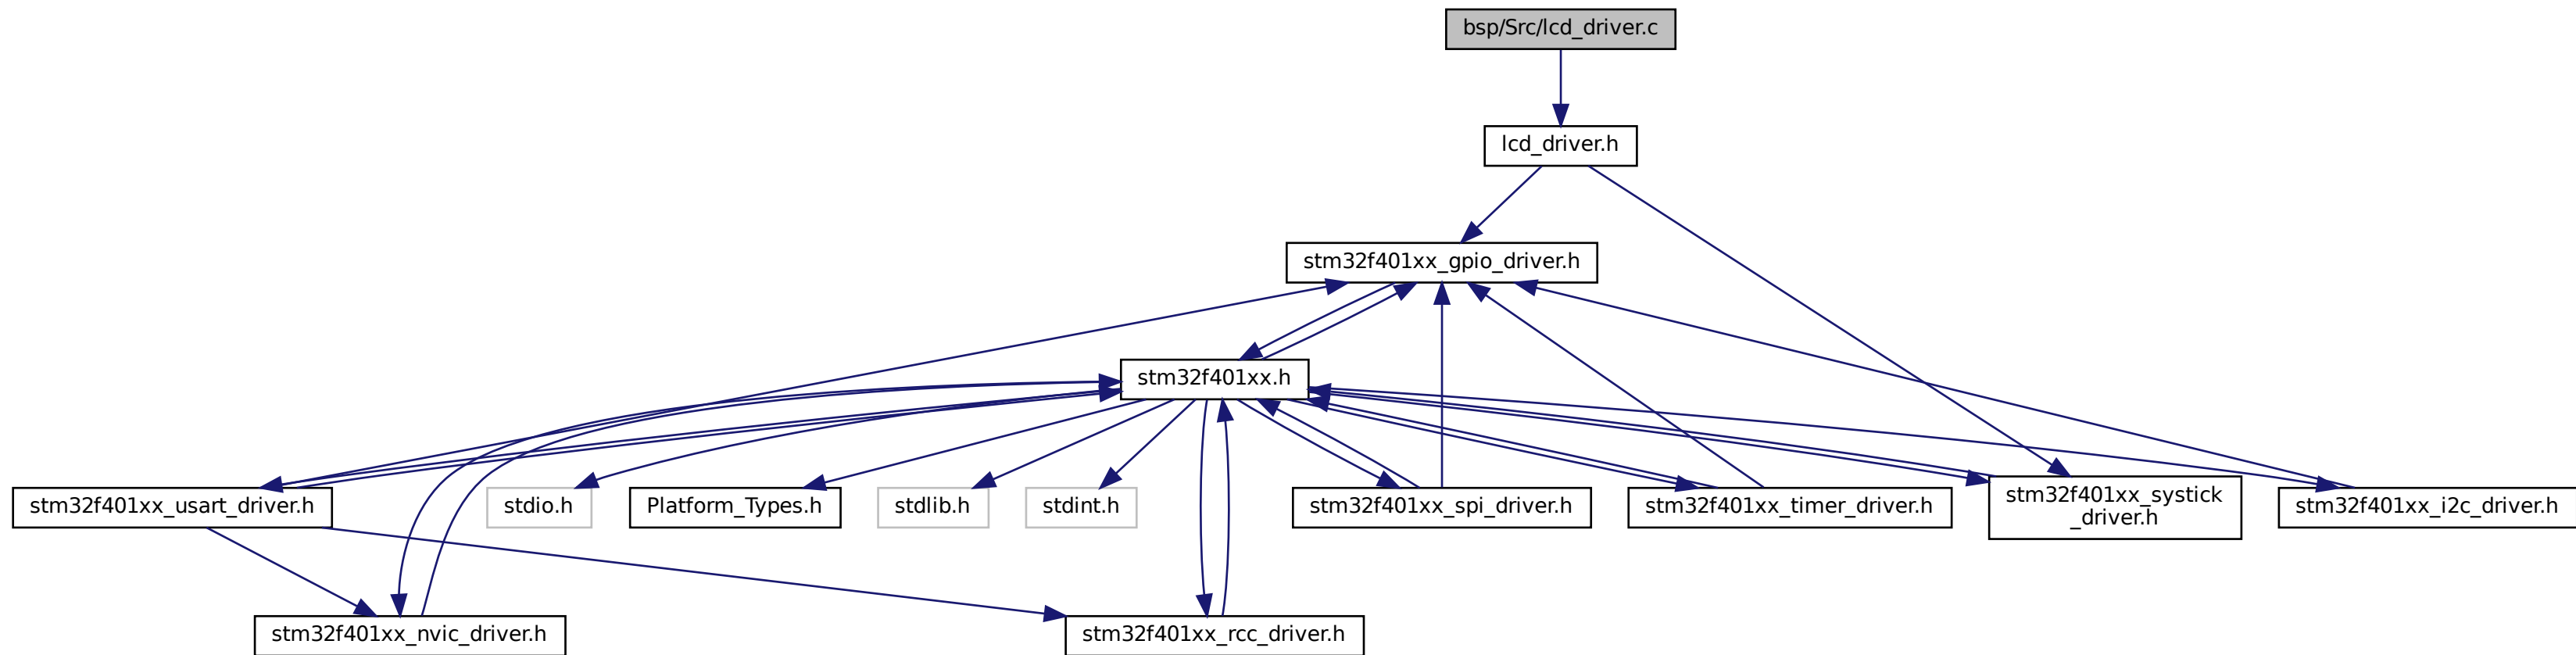 bsp/Src/lcd_driver.c
lcd_driver.h
stm32f401xx_gpio_driver.h
stm32f401xx.h
stm32f401xx_usart_driver.h
stdio.h
Platform_Types.h
stdlib.h
stdint.h
stm32f401xx_spi_driver.h
stm32f401xx_timer_driver.h
stm32f401xx_systick
_driver.h
stm32f401xx_i2c_driver.h
stm32f401xx_nvic_driver.h
stm32f401xx_rcc_driver.h